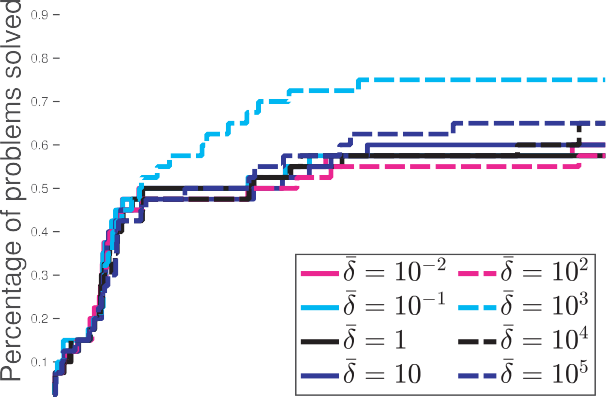 Percentage of problems solved
0.9
0.8
0.7
0.6
0.5
0.4
0.3
0.2
0.1
δ̄ = 10⁻² δ̄ = 10²
δ̄ = 10⁻¹ δ̄ = 10³
δ̄ = 1 δ̄ = 10⁴
δ̄ = 10 δ̄ = 10⁵